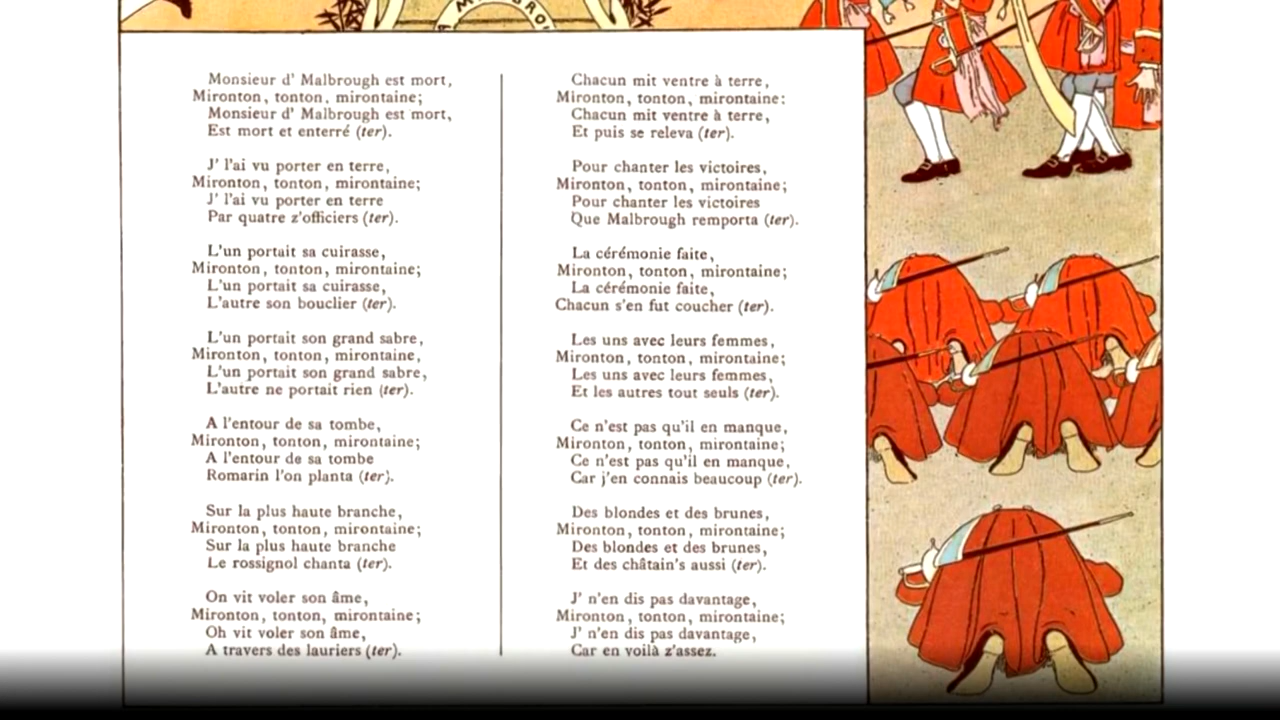 Monsieur d' Malbrough est mort,
Mironton, tonton, mirontaine;
Monsieur d' Malbrough est mort,
Est mort et enterré (ter).
J' l'ai vu porter en terre,
Mironton, tonton, mirontaine;
J' l'ai vu porter en terre
Par quatre z'officiers (ter).
L'un portait sa cuirasse,
Mironton, tonton, mirontaine;
L'un portait sa cuirasse,
L'autre son bouclier (ter).
L'un portait son grand sabre,
Mironton, tonton, mirontaine,
L'un portait son grand sabre,
L'autre ne portait rien (ter).
A l'entour de sa tombe,
Mironton, tonton, mirontaine;
A l'entour de sa tombe
Romarin l'on planta (ter).
Sur la plus haute branche,
Mironton, tonton, mirontaine;
Sur la plus haute branche
Le rossignol chanta (ter).
On vit voler son âme,
Mironton, tonton, mirontaine;
Oh vit voler son âme,
A travers des lauriers (ter).
Chacun mit ventre à terre,
Mironton, tonton, mirontaine:
Chacun mit ventre à terre,
Et puis se releva (ter).
Pour chanter les victoires,
Mironton, tonton, mirontaine;
Pour chanter les victoires
Que Malbrough remporta (ter).
La cérémonie faite,
Mironton, tonton, mirontaine;
La cérémonie faite,
Chacun s'en fut coucher (ter).
Les uns avec leurs femmes,
Mironton, tonton, mirontaine;
Les uns avec leurs femmes,
Et les autres tout seuls (ter).
Ce n'est pas qu'il en manque,
Mironton, tonton, mirontaine;
Ce n'est pas qu'il en manque,
Car j'en connais beaucoup (ter).
Des blondes et des brunes,
Mironton, tonton, mirontaine;
Des blondes et des brunes,
Et des châtain's aussi (ter).
J' n'en dis pas davantage,
Mironton, tonton, mirontaine;
J' n'en dis pas davantage,
Car en voilà z'assez.